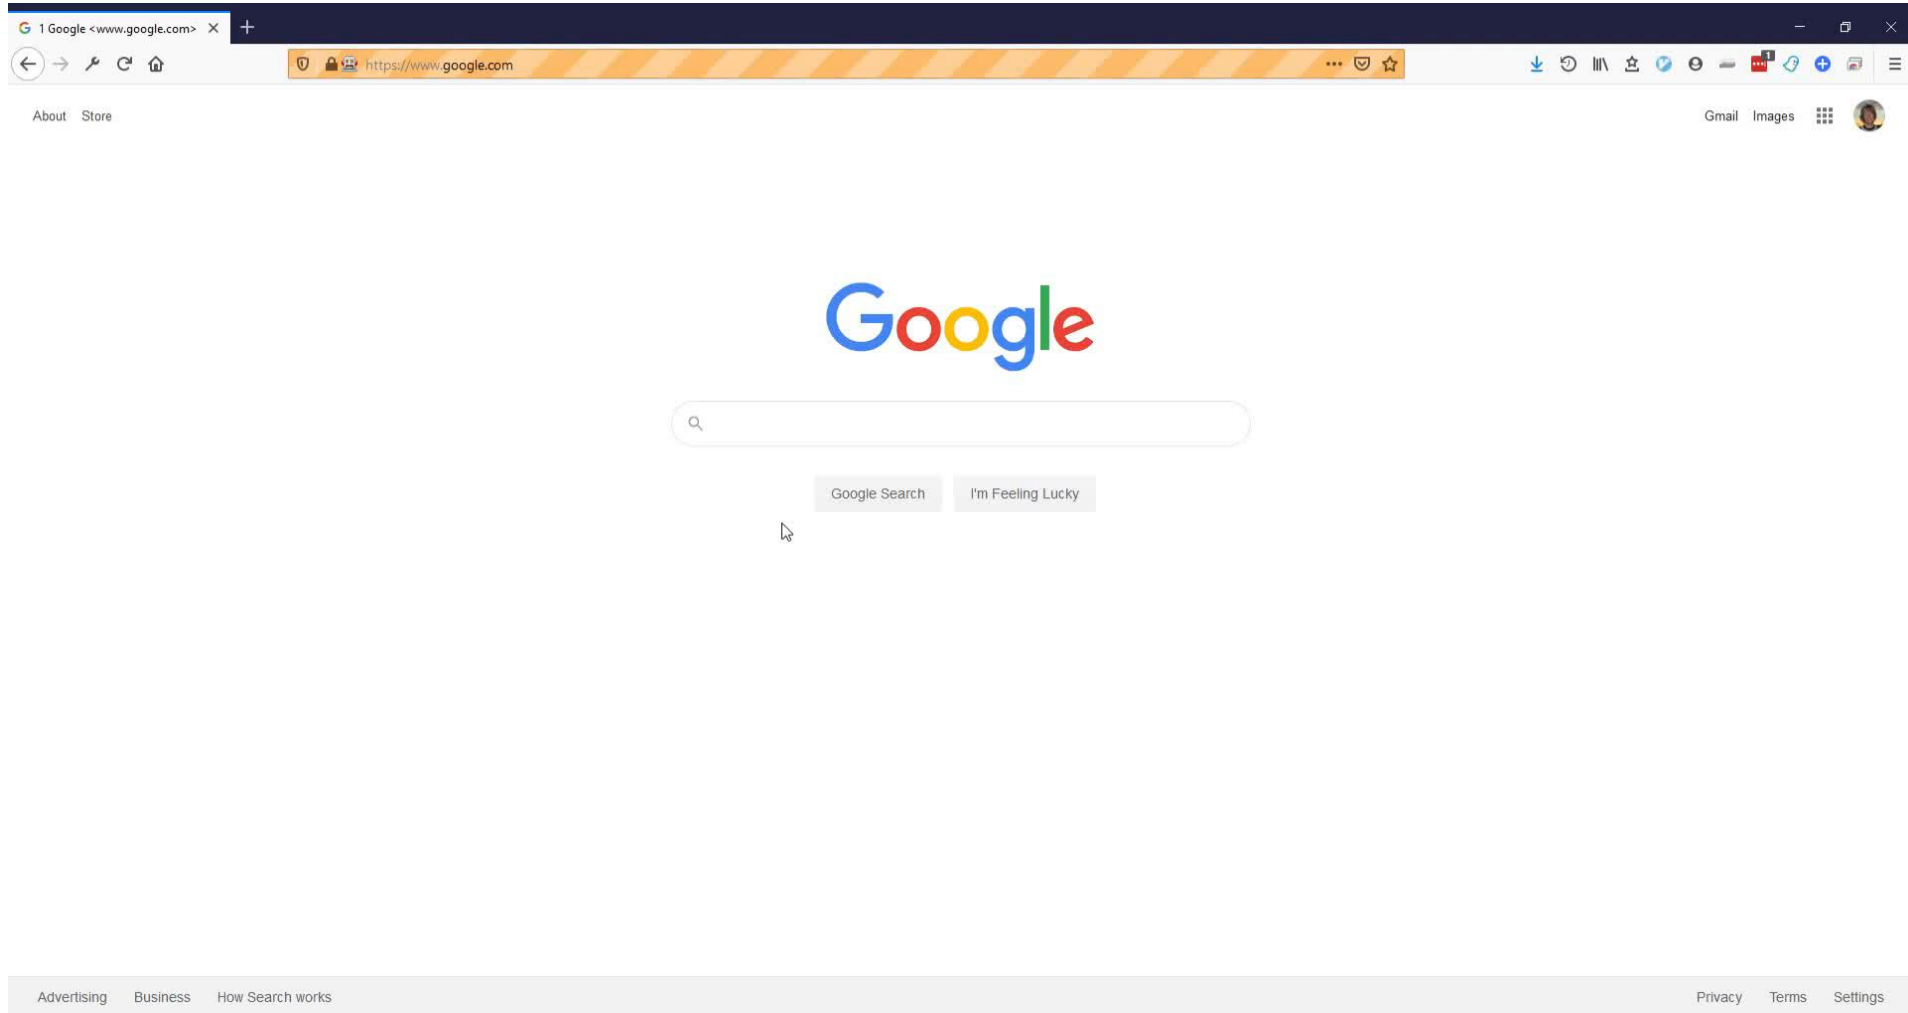 1 Google <www.google.com>
https://www.google.com
1
About Store
Gmail Images
Google
Google Search I'm Feeling Lucky
Advertising Business How Search works
Privacy Terms Settings